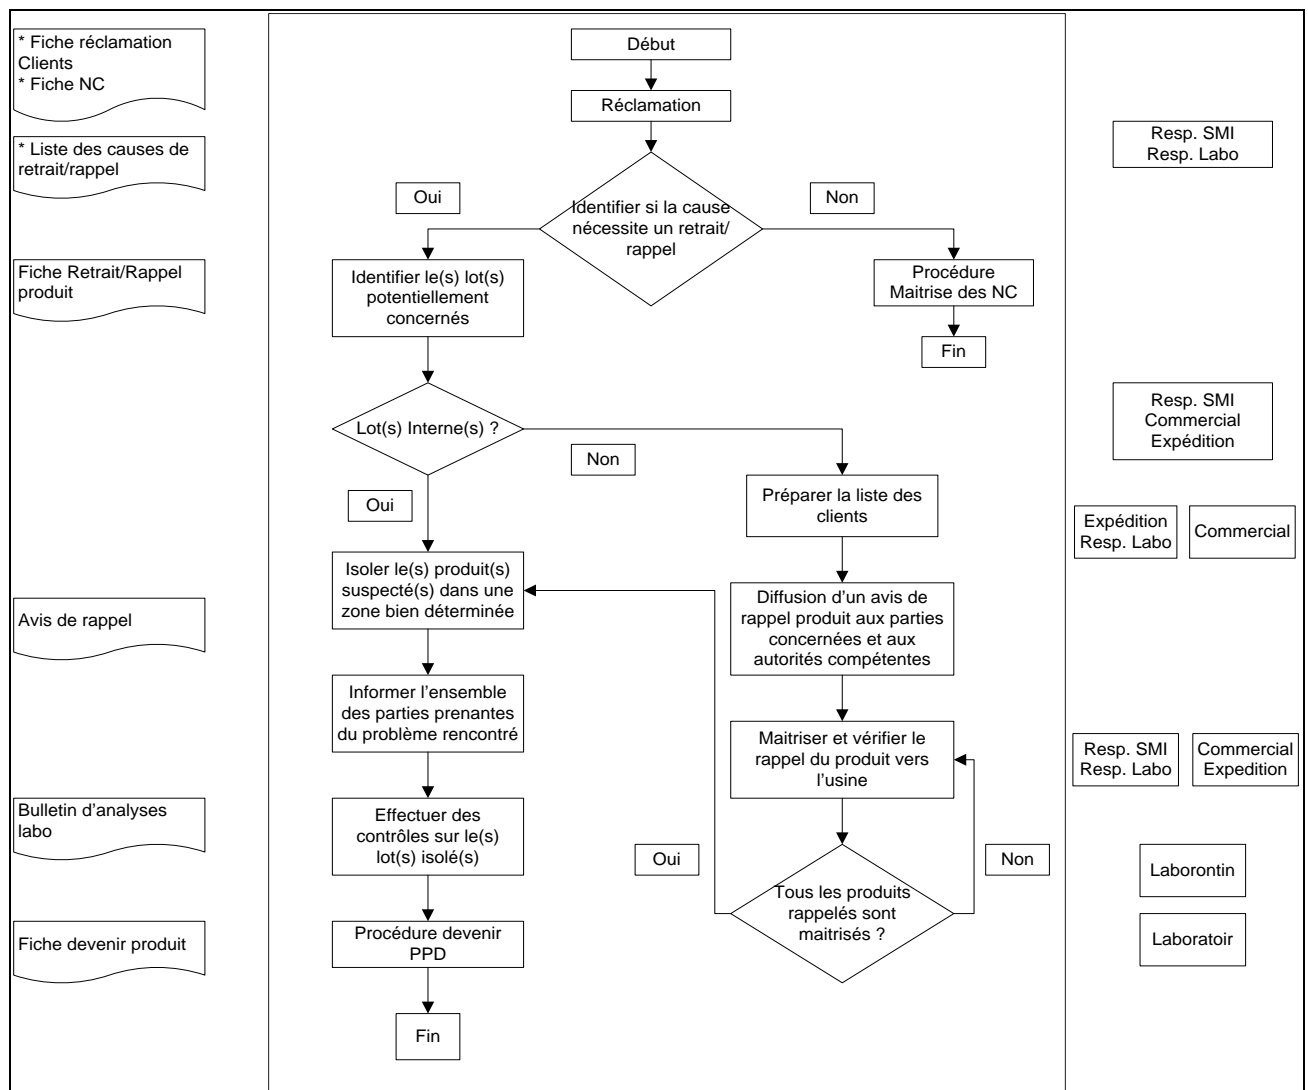 * Fiche réclamation
Clients
* Fiche NC
* Liste des causes de
retrait/rappel
Fiche Retrait/Rappel
produit
Avis de rappel
Bulletin d'analyses
labo
Fiche devenir produit
Début
Réclamation
Identifier si la cause
nécessite un retrait/
rappel
Oui
Non
Identifier le(s) lot(s)
potentiellement
concernés
Procédure
Maitrise des NC
Fin
Lot(s) Interne(s) ?
Non
Oui
Préparer la liste des
clients
Isoler le(s) produit(s)
suspecté(s) dans une
zone bien déterminée
Diffusion d'un avis de
rappel produit aux parties
concernées et aux
autorités compétentes
Informer l'ensemble
des parties prenantes
du problème rencontré
Maitriser et vérifier le
rappel du produit vers
l'usine
Effectuer des
contrôles sur le(s)
lot(s) isolé(s)
Oui
Non
Tous les produits
rappelés sont
maitrisés ?
Procédure devenir
PPD
Fin
Resp. SMI
Resp. Labo
Resp. SMI
Commercial
Expédition
Expédition
Resp. Labo
Commercial
Resp. SMI
Resp. Labo
Commercial
Expedition
Laborontin
Laboratoir